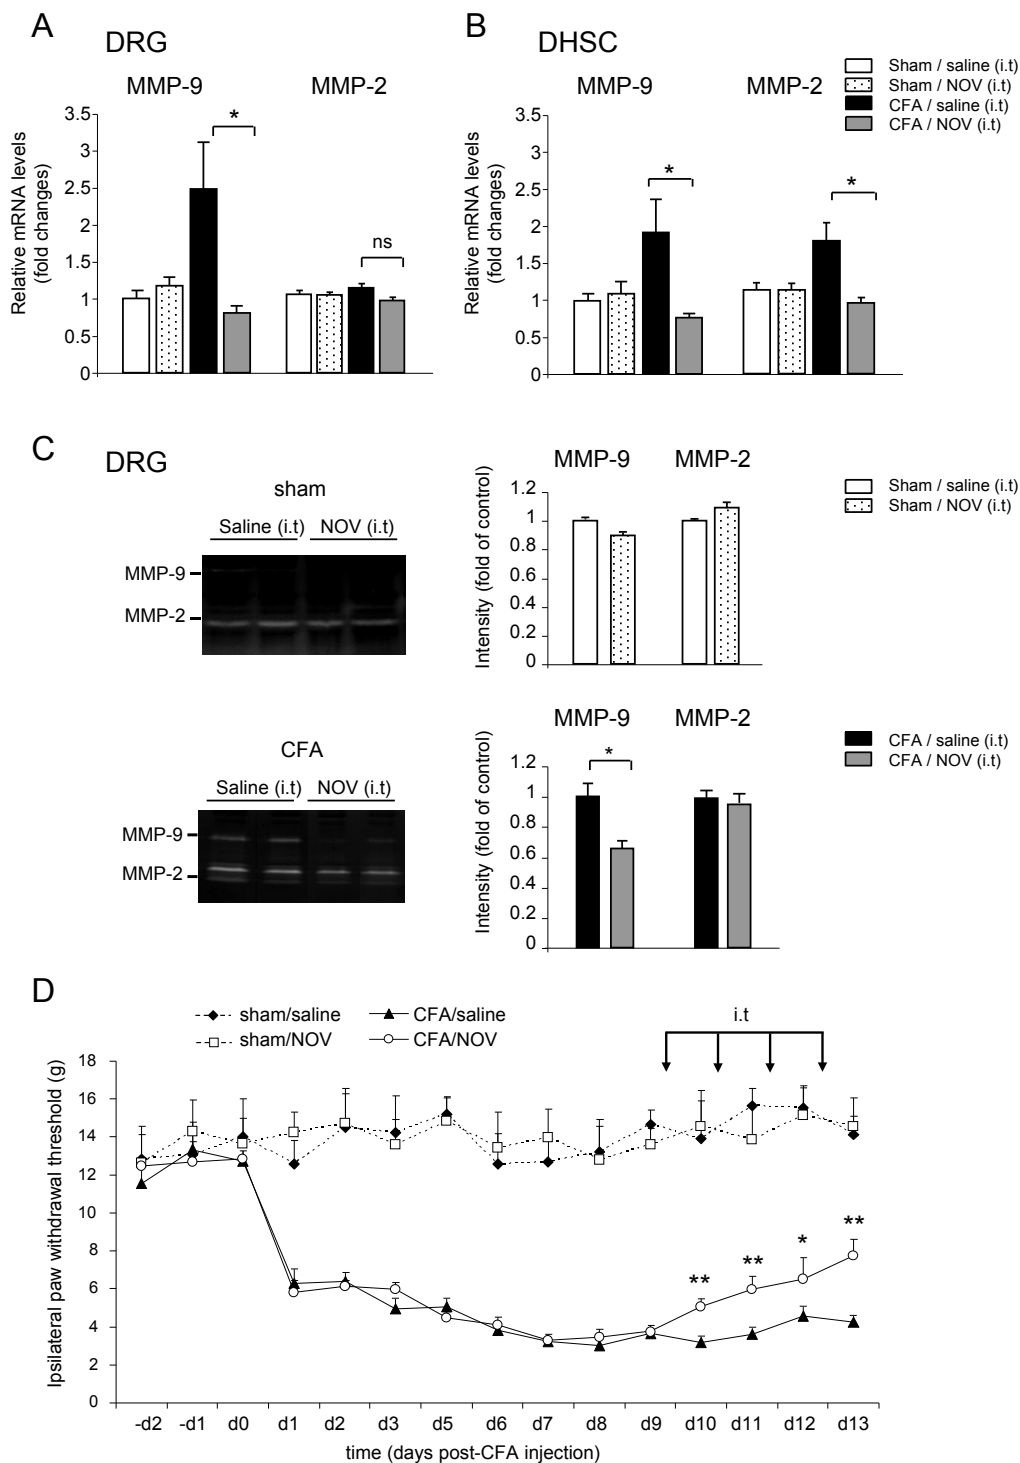 A
DRG
MMP-9
MMP-2
Relative mRNA levels
(fold changes)
3.5
3
2.5
2
1.5
1
0.5
0
*
ns
B
DHSC
MMP-9
MMP-2
Relative mRNA levels
(fold changes)
3.5
3
2.5
2
1.5
1
0.5
0
*
*
Sham / saline (i.t)
Sham / NOV (i.t)
CFA / saline (i.t)
CFA / NOV (i.t)
C
DRG
sham
Saline (i.t) NOV (i.t)
MMP-9
MMP-2
MMP-9
MMP-2
Intensity (fold of control)
1.2
1
0.8
0.6
0.4
0.2
0
Sham / saline (i.t)
Sham / NOV (i.t)
CFA
Saline (i.t) NOV (i.t)
MMP-9
MMP-2
MMP-9
MMP-2
Intensity (fold of control)
1.2
1
0.8
0.6
0.4
0.2
0
*
CFA / saline (i.t)
CFA / NOV (i.t)
D
sham/saline
CFA/saline
sham/NOV
CFA/NOV
i.t
Ipsilateral paw withdrawal threshold (g)
18
16
14
12
10
8
6
4
2
0
** ** * **
-d2 -d1 d0 d1 d2 d3 d5 d6 d7 d8 d9 d10 d11 d12 d13
time (days post-CFA injection)